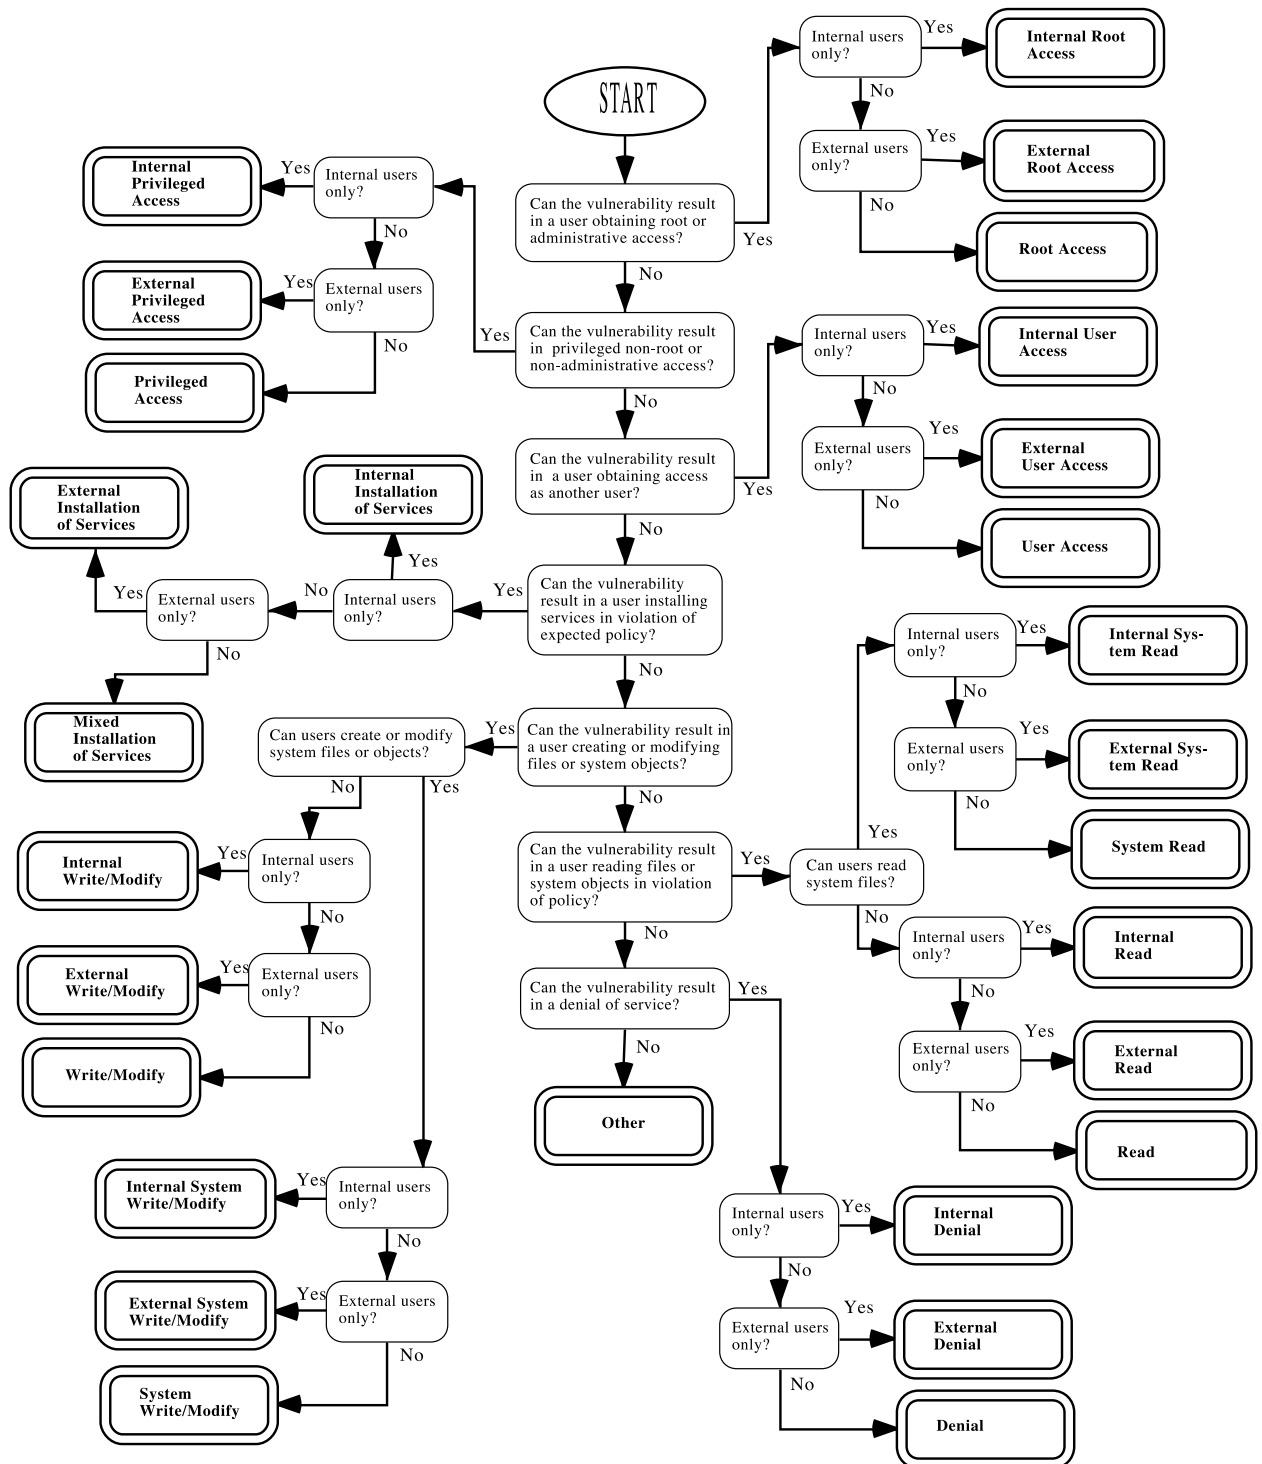 START
Internal users
only?
Yes
Internal Root
Access
No
External users
only?
Yes
External
Root Access
No
Root Access
Can the vulnerability result
in a user obtaining root or
administrative access?
Yes
No
Internal
Privileged
Access
Yes
Internal users
only?
No
External
Privileged
Access
Yes
External users
only?
No
Privileged
Access
Yes
Can the vulnerability result
in privileged non-root or
non-administrative access?
No
Internal users
only?
Yes
Internal User
Access
No
External users
only?
Yes
External
User Access
No
User Access
Can the vulnerability result
in a user obtaining access
as another user?
Yes
No
External
Installation
of Services
Internal
Installation
of Services
Yes
Yes
External users
only?
No
Internal users
only?
Yes
Can the vulnerability
result in a user installing
services in violation of
expected policy?
No
No
Mixed
Installation
of Services
Can users create or modify
system files or objects?
Yes
Can the vulnerability result in
a user creating or modifying
files or system objects?
No
No
Yes
Internal
Write/Modify
Yes
Internal users
only?
No
External
Write/Modify
Yes
External users
only?
No
Write/Modify
Internal users
only?
Yes
Internal Sys-
tem Read
No
External users
only?
Yes
External Sys-
tem Read
No
System Read
Yes
Can the vulnerability result
in a user reading files or
system objects in violation
of policy?
Yes
Can users read
system files?
No
No
Internal users
only?
Yes
Internal
Read
No
External users
only?
Yes
External
Read
No
Read
Can the vulnerability result
in a denial of service?
Yes
No
Other
Internal System
Write/Modify
Yes
Internal users
only?
No
External System
Write/Modify
Yes
External users
only?
No
System
Write/Modify
Internal users
only?
Yes
Internal
Denial
No
External users
only?
Yes
External
Denial
No
Denial